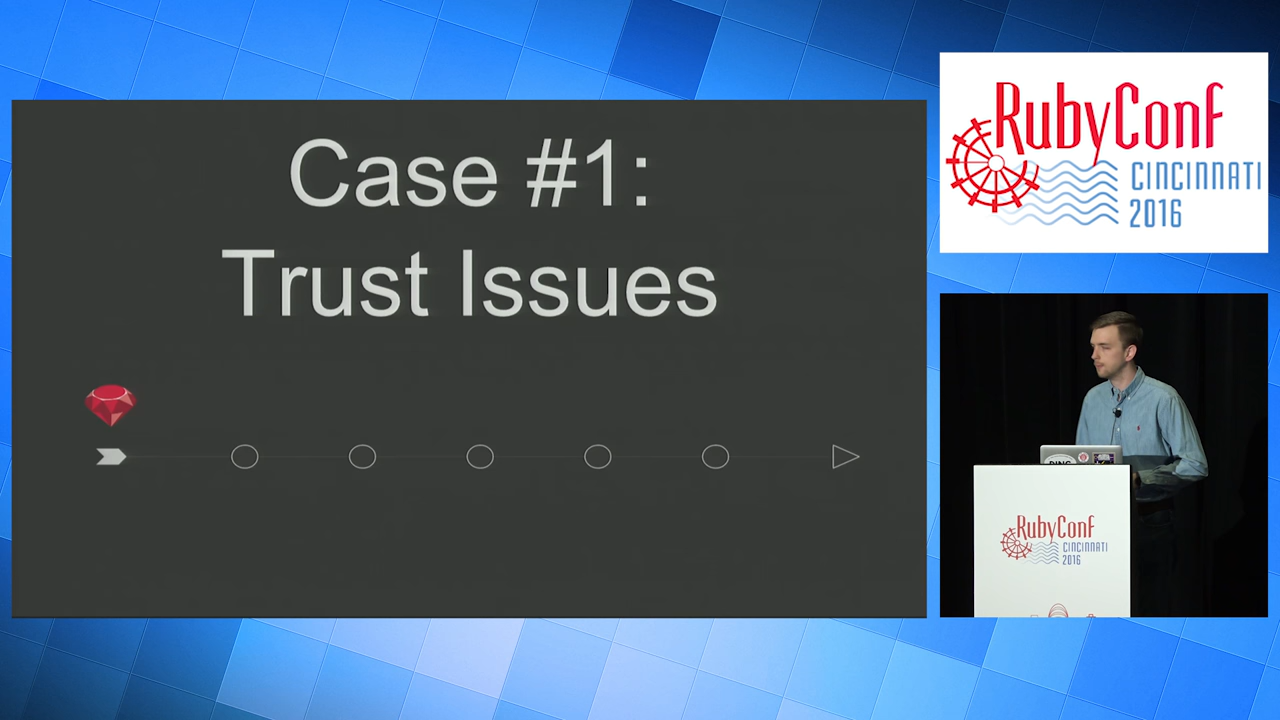 Case #1:
Trust Issues
RubyConf
CINCINNATI
2016
RubyConf
CINCINNATI
2016